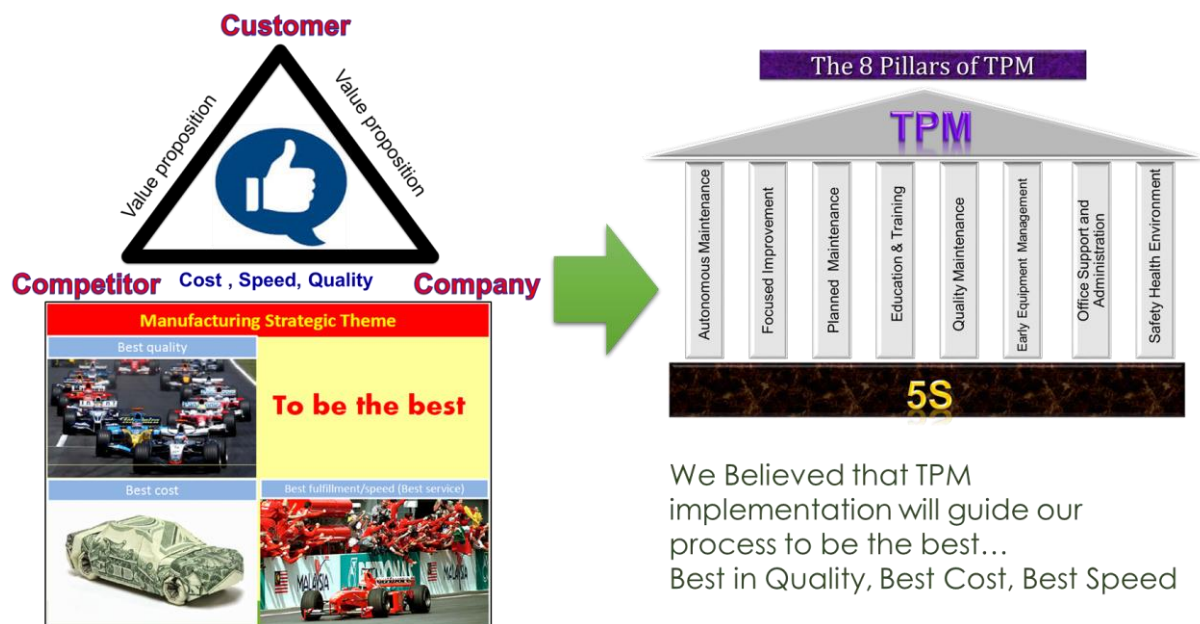 Customer
Value proposition
Value proposition
Competitor
Cost , Speed, Quality
Company
Manufacturing Strategic Theme
Best quality
To be the best
Best cost
Best fulfillment/speed (Best service)
MALAYSIA
MALAYSIA
The 8 Pillars of TPM
TPM
Autonomous Maintenance
Focused Improvement
Planned Maintenance
Education & Training
Quality Maintenance
Early Equipment Management
Office Support and
Administration
Safety Health Environment
5S
We Believed that TPM
implementation will guide our
process to be the best…
Best in Quality, Best Cost, Best Speed